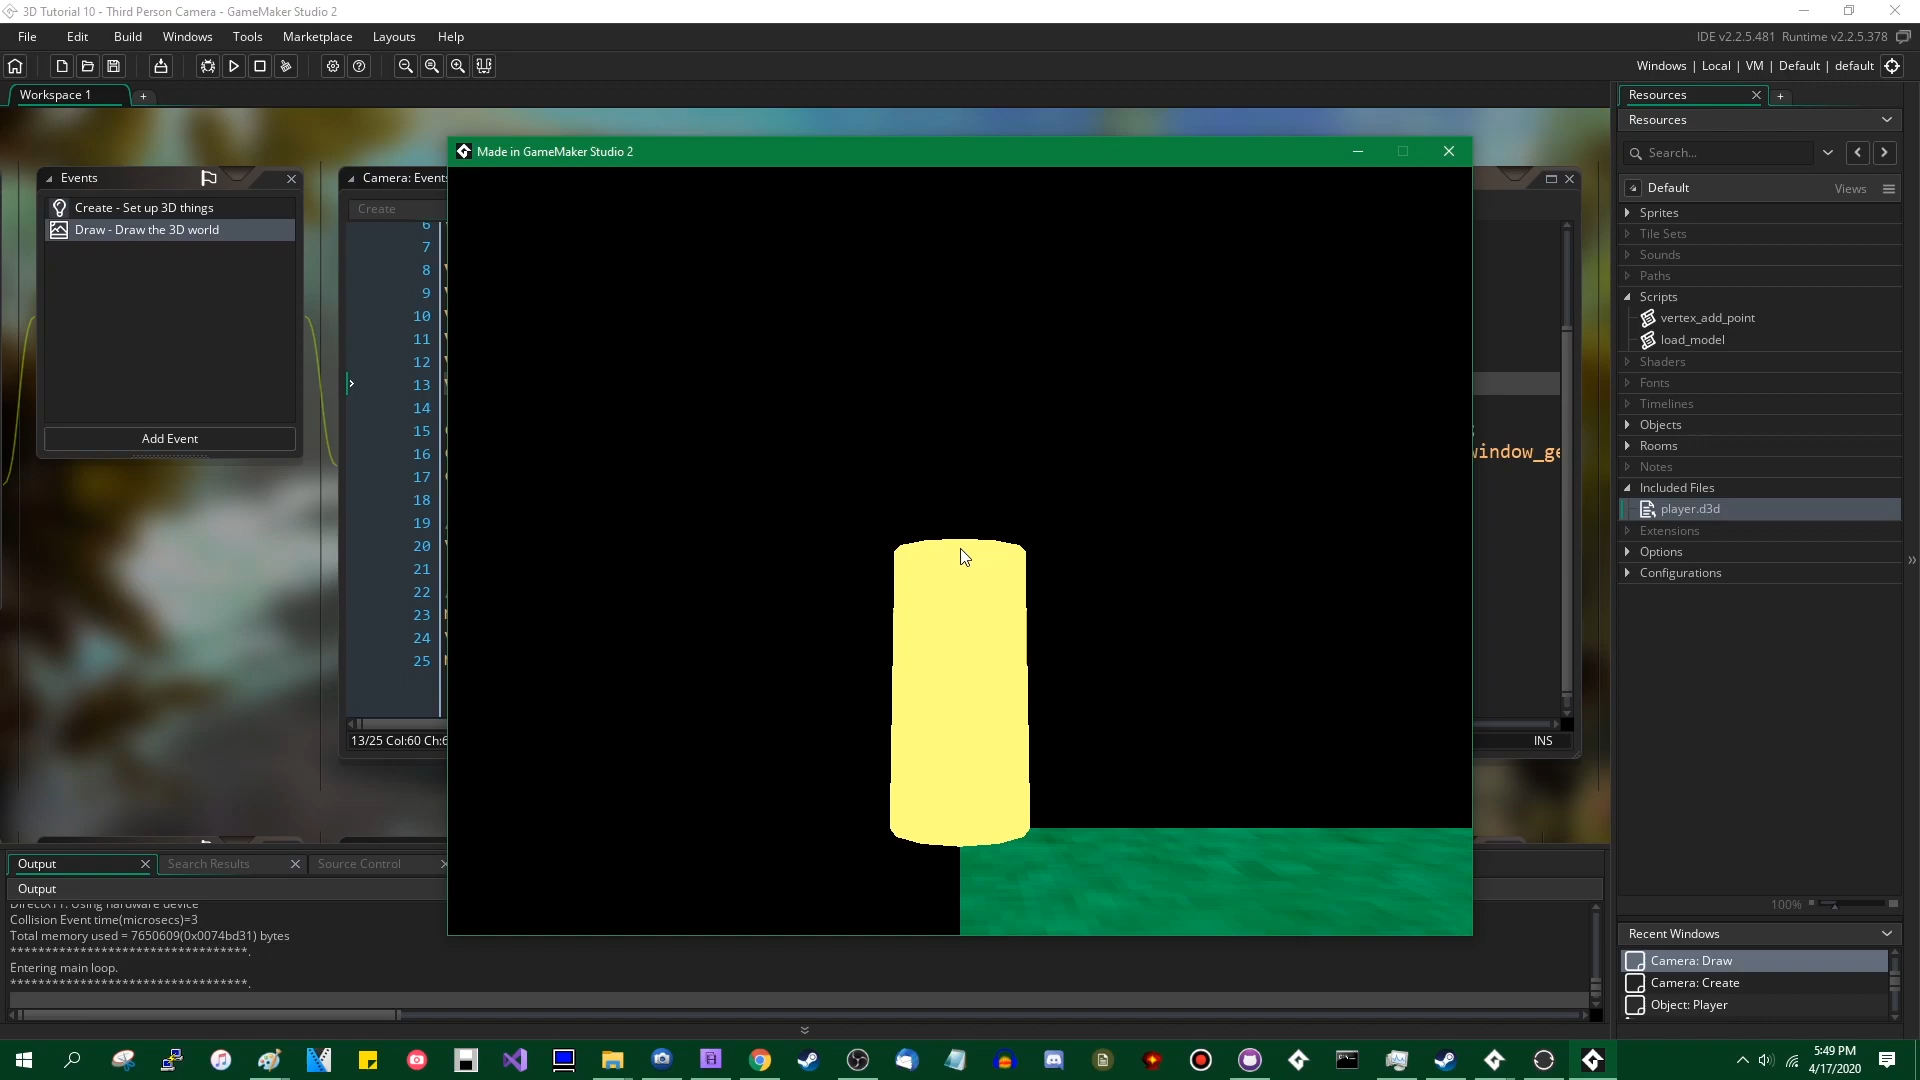 3D Tutorial 10 - Third Person Camera - GameMaker Studio 2
File Edit Build Windows Tools Marketplace Layouts Help
IDE v2.2.5.481 Runtime v2.2.5.378
Windows | Local | VM | Default | default
Workspace 1
Resources
Resources
Search...
Default
Views
Sprites
Tile Sets
Sounds
Paths
Scripts
vertex_add_point
load_model
Shaders
Fonts
Timelines
Objects
Rooms
Notes
Included Files
player.d3d
Extensions
Options
Configurations
100%
Recent Windows
Camera: Draw
Camera: Create
Object: Player
Events
Create - Set up 3D things
Draw - Draw the 3D world
Add Event
Camera: Events
Create
6
7
8
9
10
11
12
13
14
15
16
17
18
19
20
21
22
23
24
25
window_ge
13/25 Col:60 Ch:6
INS
Made in GameMaker Studio 2
Output
Search Results
Source Control
Output
DirectX11: Using hardware device
Collision Event time(microsecs)=3
Total memory used = 7650609(0x0074bd31) bytes
*********************************.
Entering main loop.
*********************************.
5:49 PM
4/17/2020